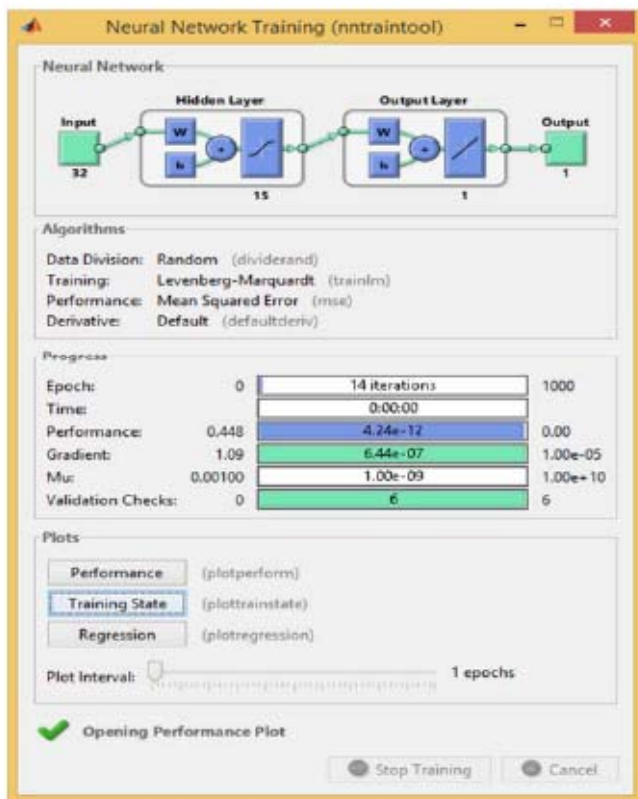 Neural Network Training (nntraintool)
Neural Network
Hidden Layer Output Layer
Input Output
W W
b b
+ +
32 15 1 1
Algorithms
Data Division: Random (dividerand)
Training: Levenberg-Marquardt (trainlm)
Performance: Mean Squared Error (mse)
Derivative: Default (defaultderiv)
Progress
Epoch: 0 14 iterations 1000
Time: 0:00:00
Performance: 0.448 4.24e-12 0.00
Gradient: 1.09 6.44e-07 1.00e-05
Mu: 0.00100 1.00e-09 1.00e+10
Validation Checks: 0 6 6
Plots
Performance (plotperform)
Training State (plottrainstate)
Regression (plotregression)
Plot Interval: 1 epochs
Opening Performance Plot
Stop Training Cancel